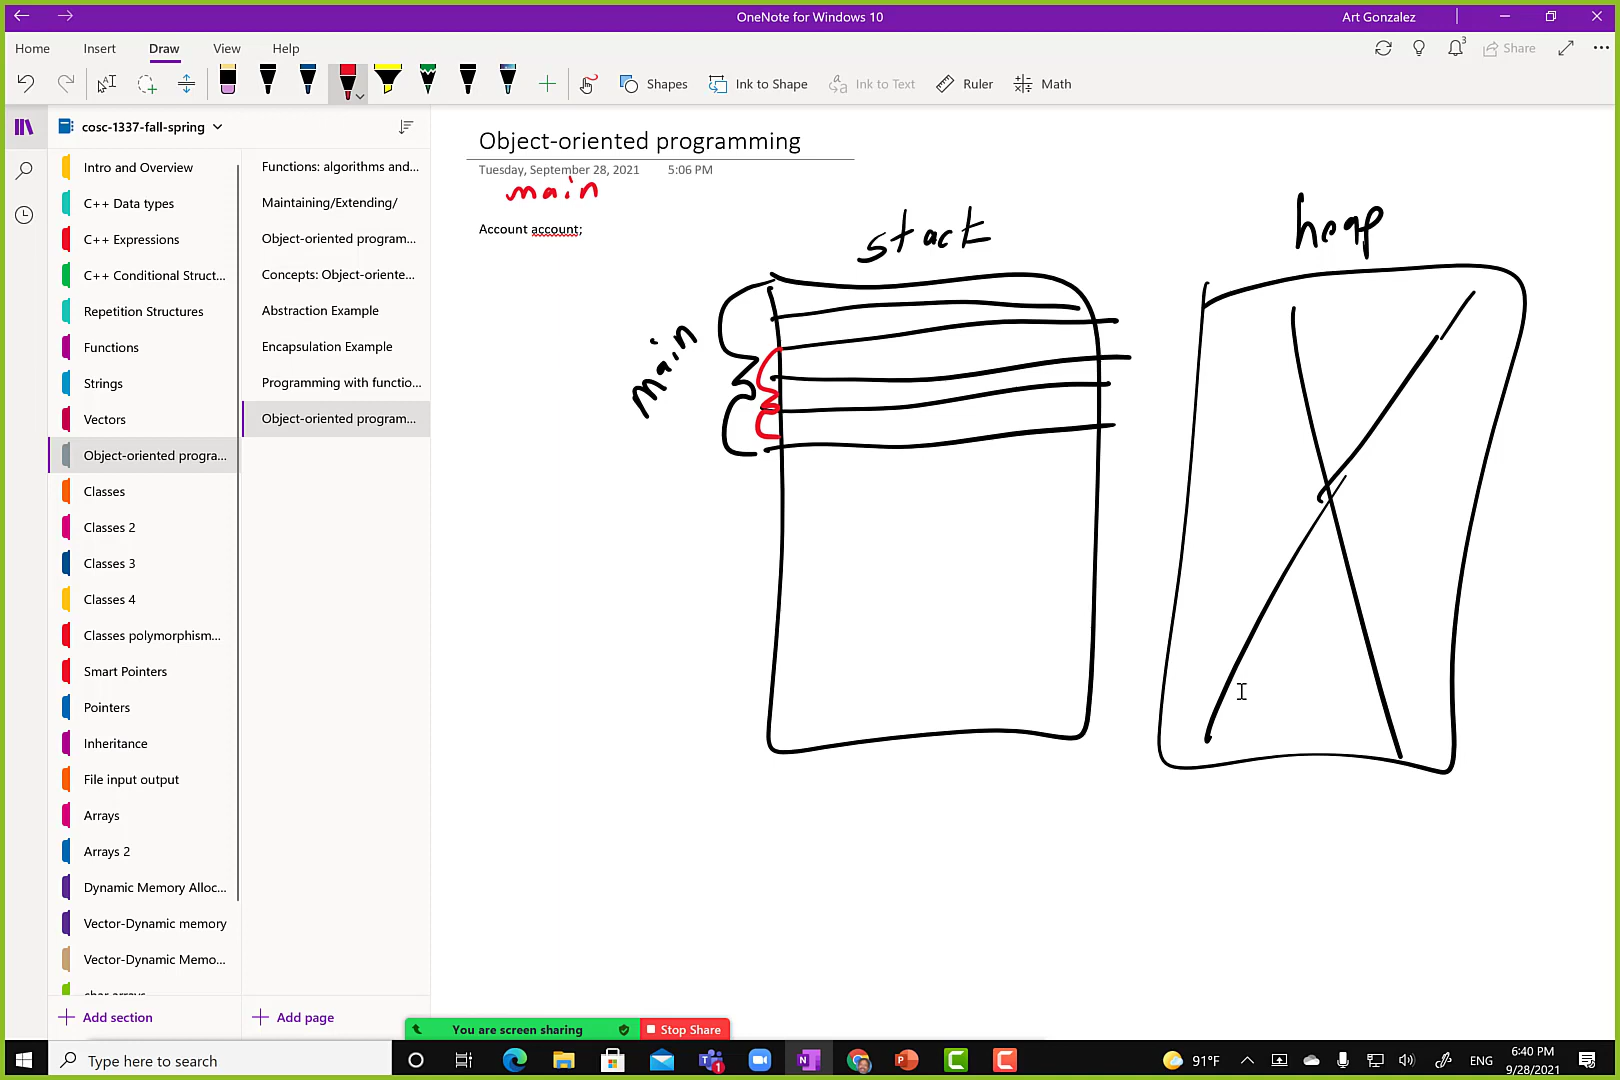 OneNote for Windows 10
Art Gonzalez
Home
Insert
Draw
View
Help
3
Share
Shapes
Ink to Shape
Ink to Text
Ruler
Math
cosc-1337-fall-spring
Intro and Overview
C++ Data types
C++ Expressions
C++ Conditional Struct...
Repetition Structures
Functions
Strings
Vectors
Object-oriented progra...
Classes
Classes 2
Classes 3
Classes 4
Classes polymorphism...
Smart Pointers
Pointers
Inheritance
File input output
Arrays
Arrays 2
Dynamic Memory Alloc...
Vector-Dynamic memory
Vector-Dynamic Memo...
Add section
Functions: algorithms and...
Maintaining/Extending/
Object-oriented program...
Concepts: Object-oriente...
Abstraction Example
Encapsulation Example
Programming with functio...
Object-oriented program...
Add page
Object-oriented programming
Tuesday, September 28, 2021 5:06 PM
main
Account account;
stack
heap
main
You are screen sharing
Stop Share
Type here to search
1
91°F
ENG
6:40 PM
9/28/2021